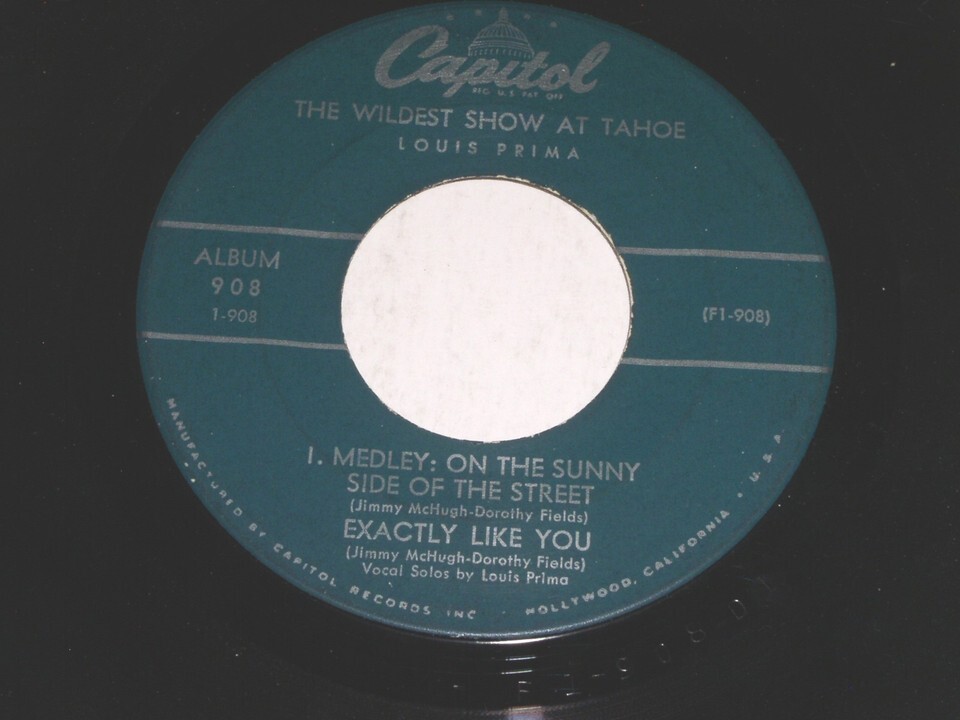 Capitol
REG. U.S. PAT. OFF.
THE WILDEST SHOW AT TAHOE
LOUIS PRIMA
ALBUM
908
1-908
(F1-908)
1. MEDLEY: ON THE SUNNY
SIDE OF THE STREET
(Jimmy McHugh-Dorothy Fields)
EXACTLY LIKE YOU
(Jimmy McHugh-Dorothy Fields)
Vocal Solos by Louis Prima
MANUFACTURED BY CAPITOL RECORDS INC · HOLLYWOOD, CALIFORNIA · U. S. A.